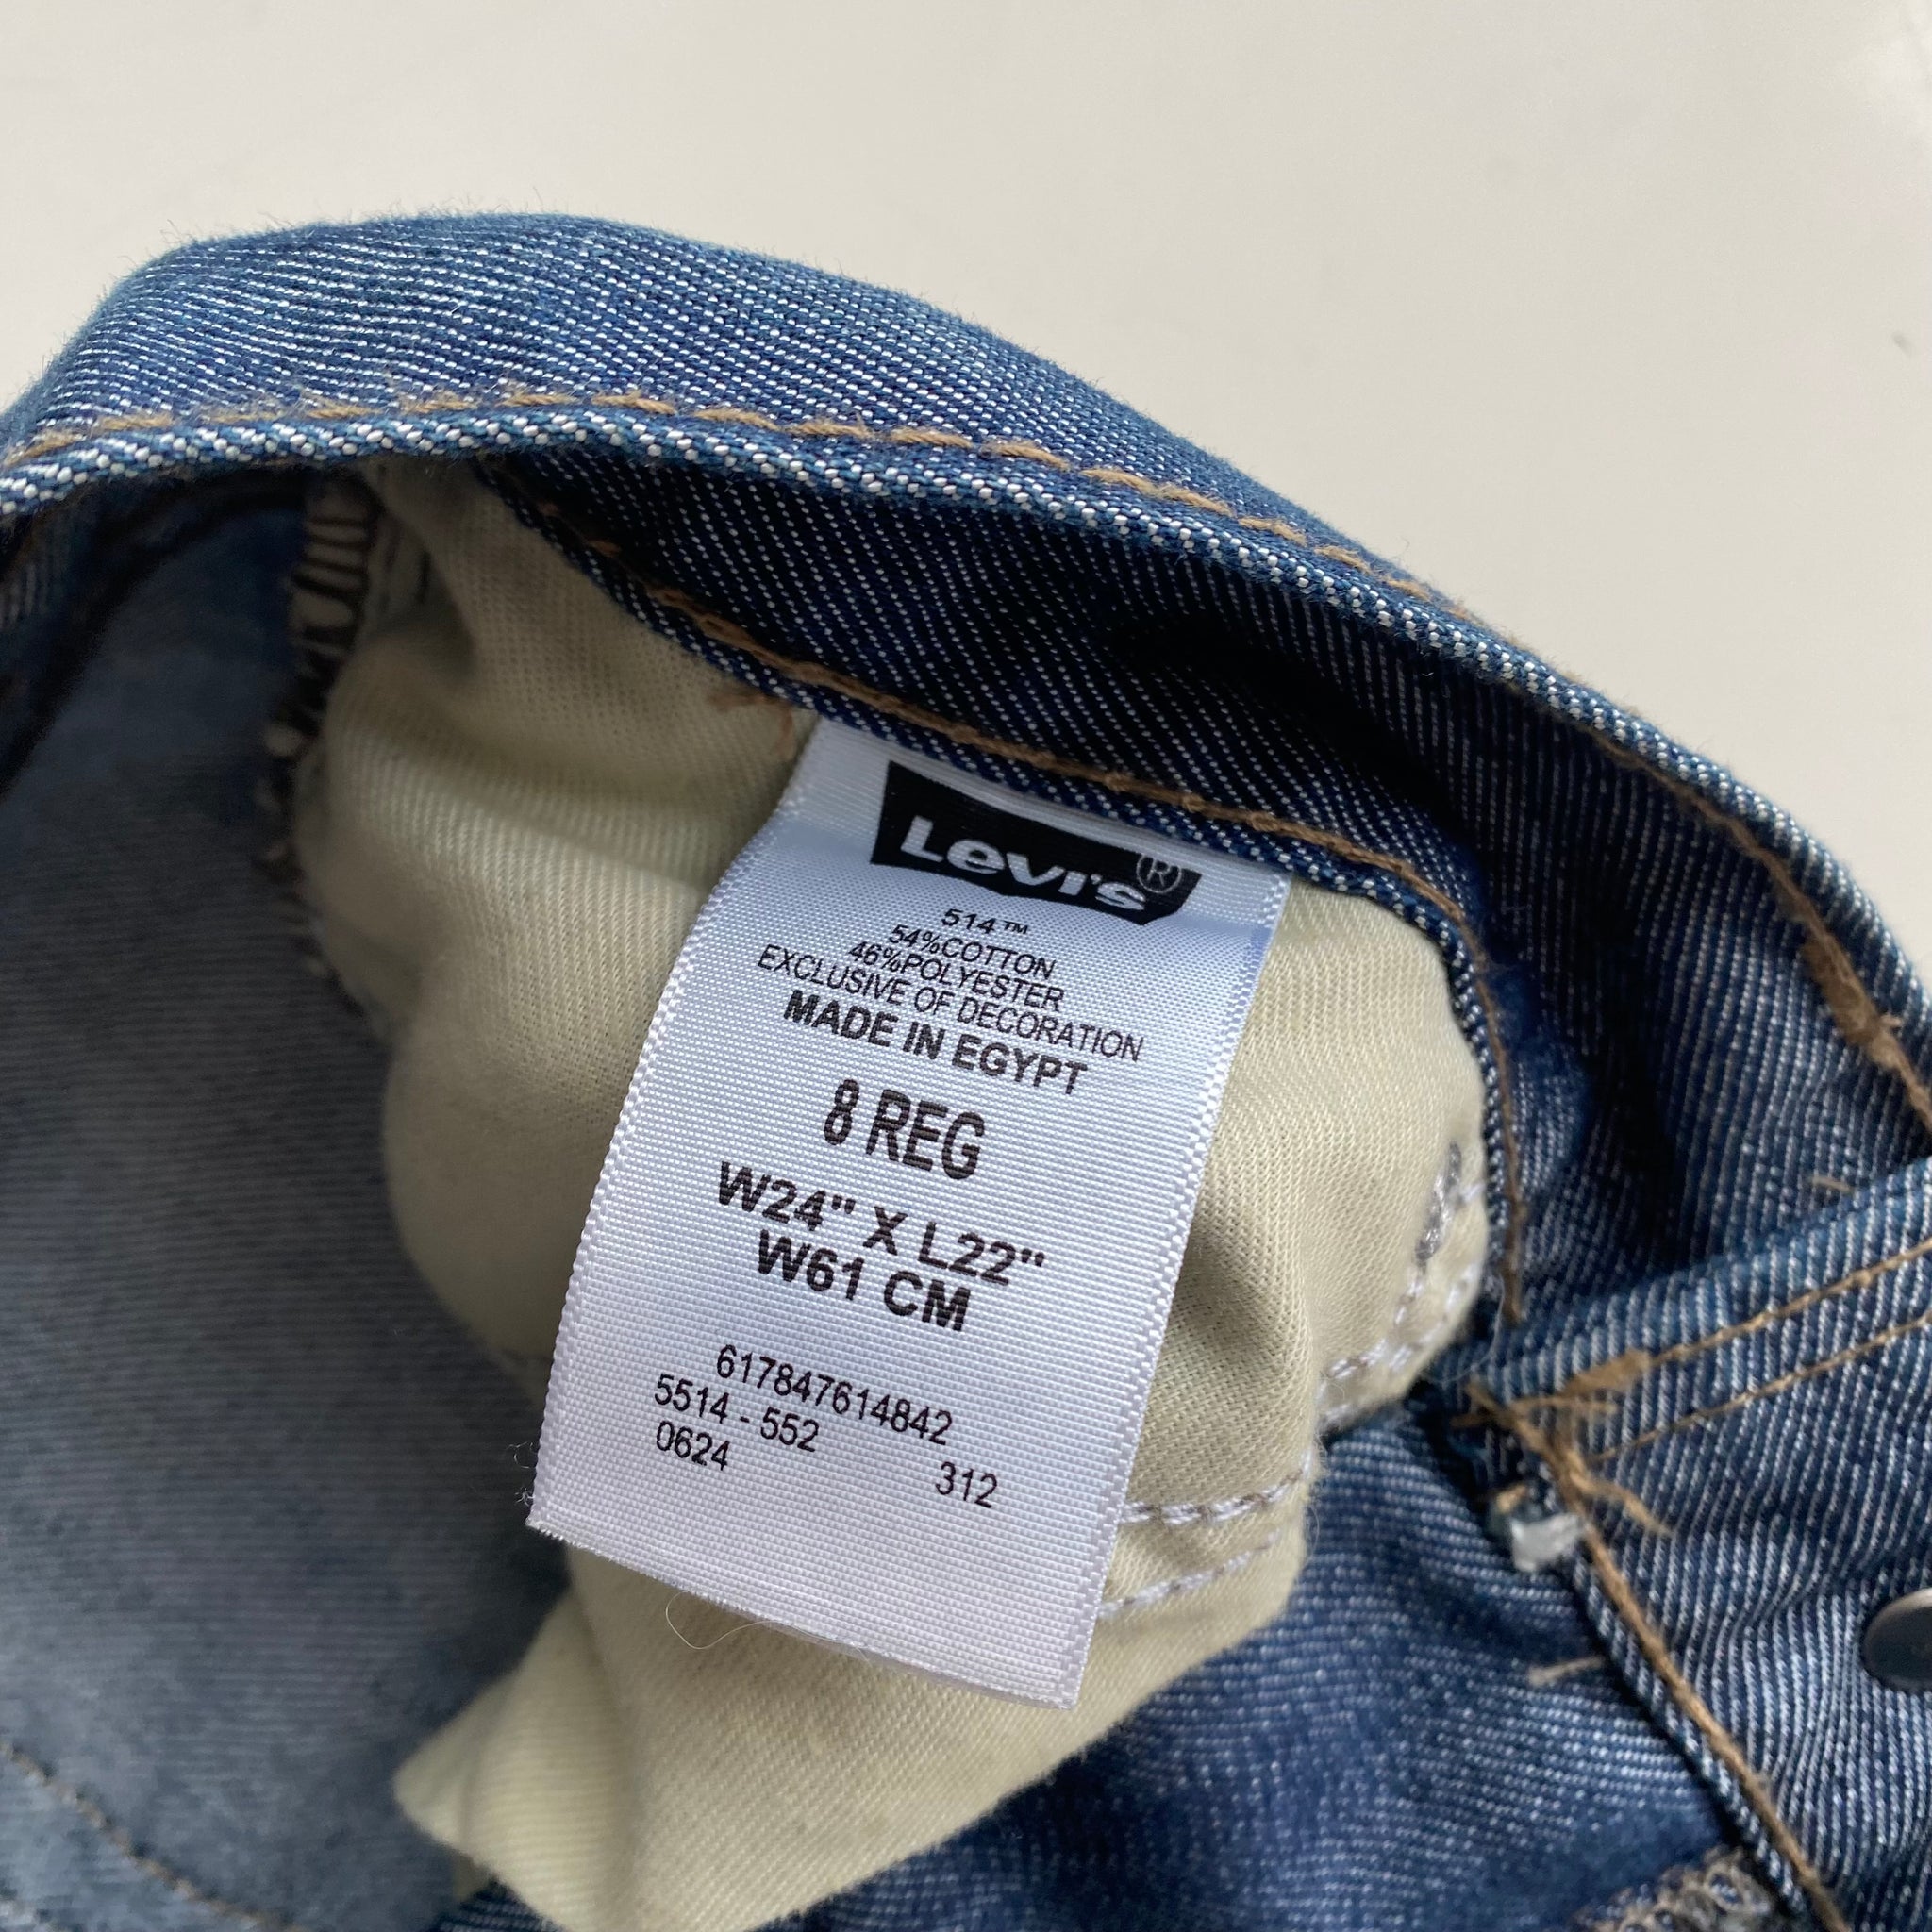 Levi's®
514™
54%COTTON
46%POLYESTER
EXCLUSIVE OF DECORATION
MADE IN EGYPT
8 REG
W24" X L22"
W61 CM
617847614842
5514 - 552
0624 312